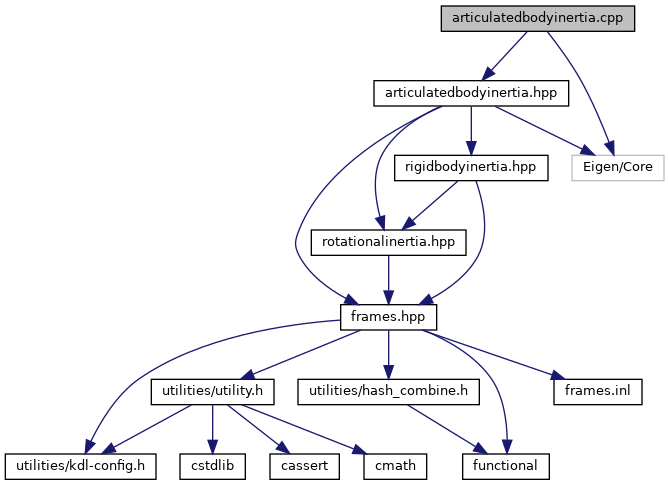 articulatedbodyinertia.cpp
articulatedbodyinertia.hpp
rigidbodyinertia.hpp
Eigen/Core
rotationalinertia.hpp
frames.hpp
utilities/utility.h
utilities/hash_combine.h
frames.inl
utilities/kdl-config.h
cstdlib
cassert
cmath
functional